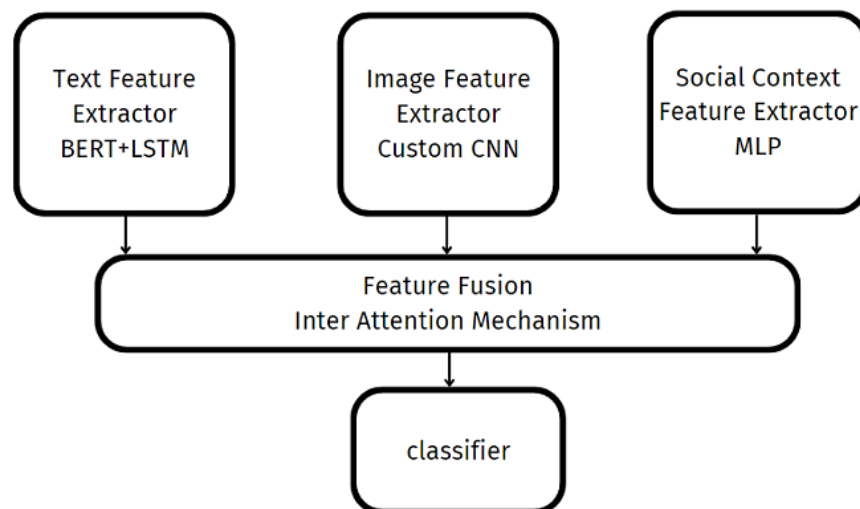 Text Feature
Extractor
BERT+LSTM
Image Feature
Extractor
Custom CNN
Social Context
Feature Extractor
MLP
Feature Fusion
Inter Attention Mechanism
classifier